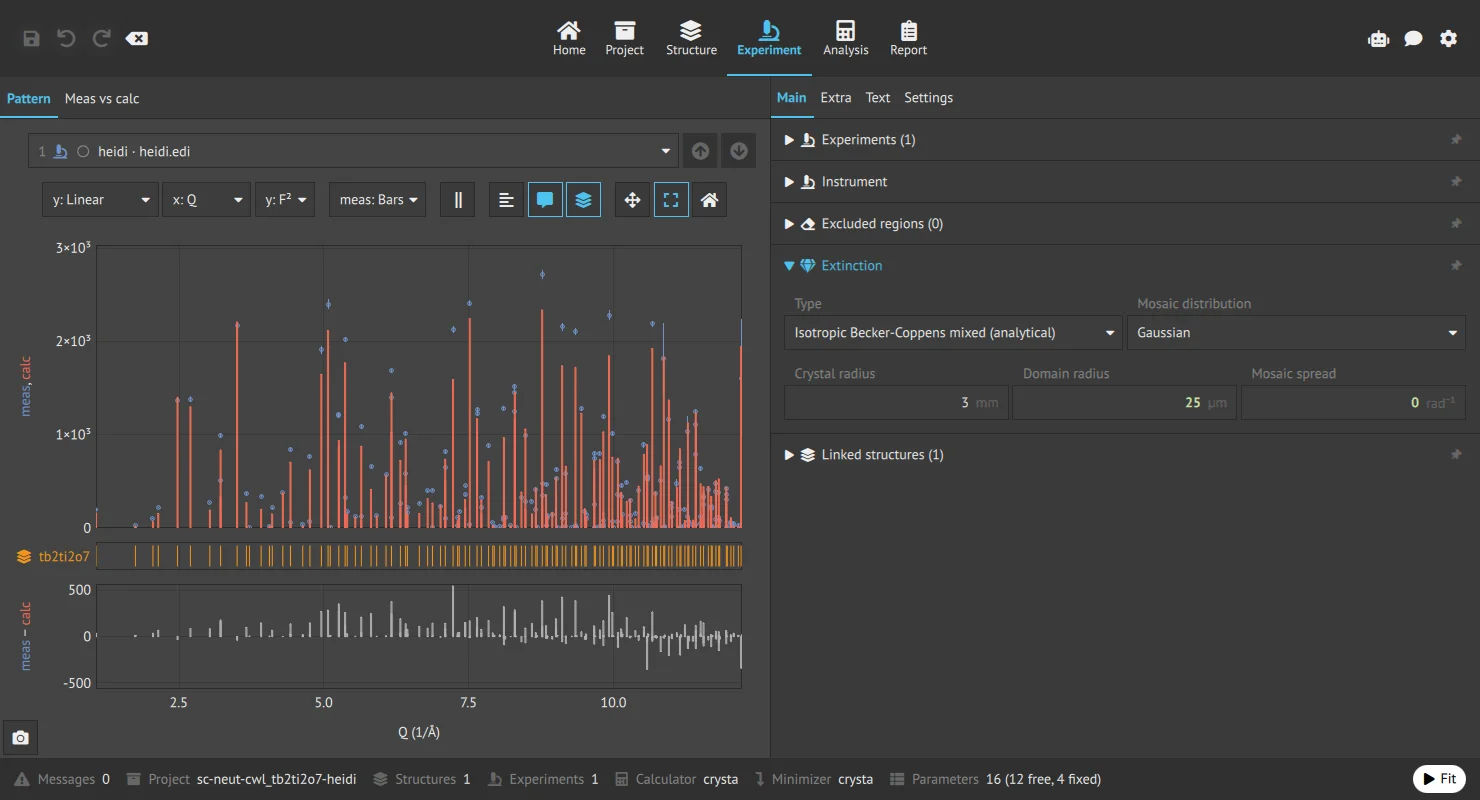 Home
Project
Structure
Experiment
Analysis
Report
Pattern
Meas vs calc
1 heidi · heidi.edi
y: Linear
x: Q
y: F²
meas: Bars
3×10³
2×10³
1×10³
0
meas, calc
tb2ti2o7
500
0
-500
meas − calc
2.5 5.0 7.5 10.0
Q (1/Å)
Main
Extra
Text
Settings
Experiments (1)
Instrument
Excluded regions (0)
Extinction
Type
Mosaic distribution
Isotropic Becker-Coppens mixed (analytical)
Gaussian
Crystal radius
Domain radius
Mosaic spread
3 mm
25 µm
0 rad⁻¹
Linked structures (1)
Messages 0
Project sc-neut-cwl_tb2ti2o7-heidi
Structures 1
Experiments 1
Calculator crysta
Minimizer crysta
Parameters 16 (12 free, 4 fixed)
Fit